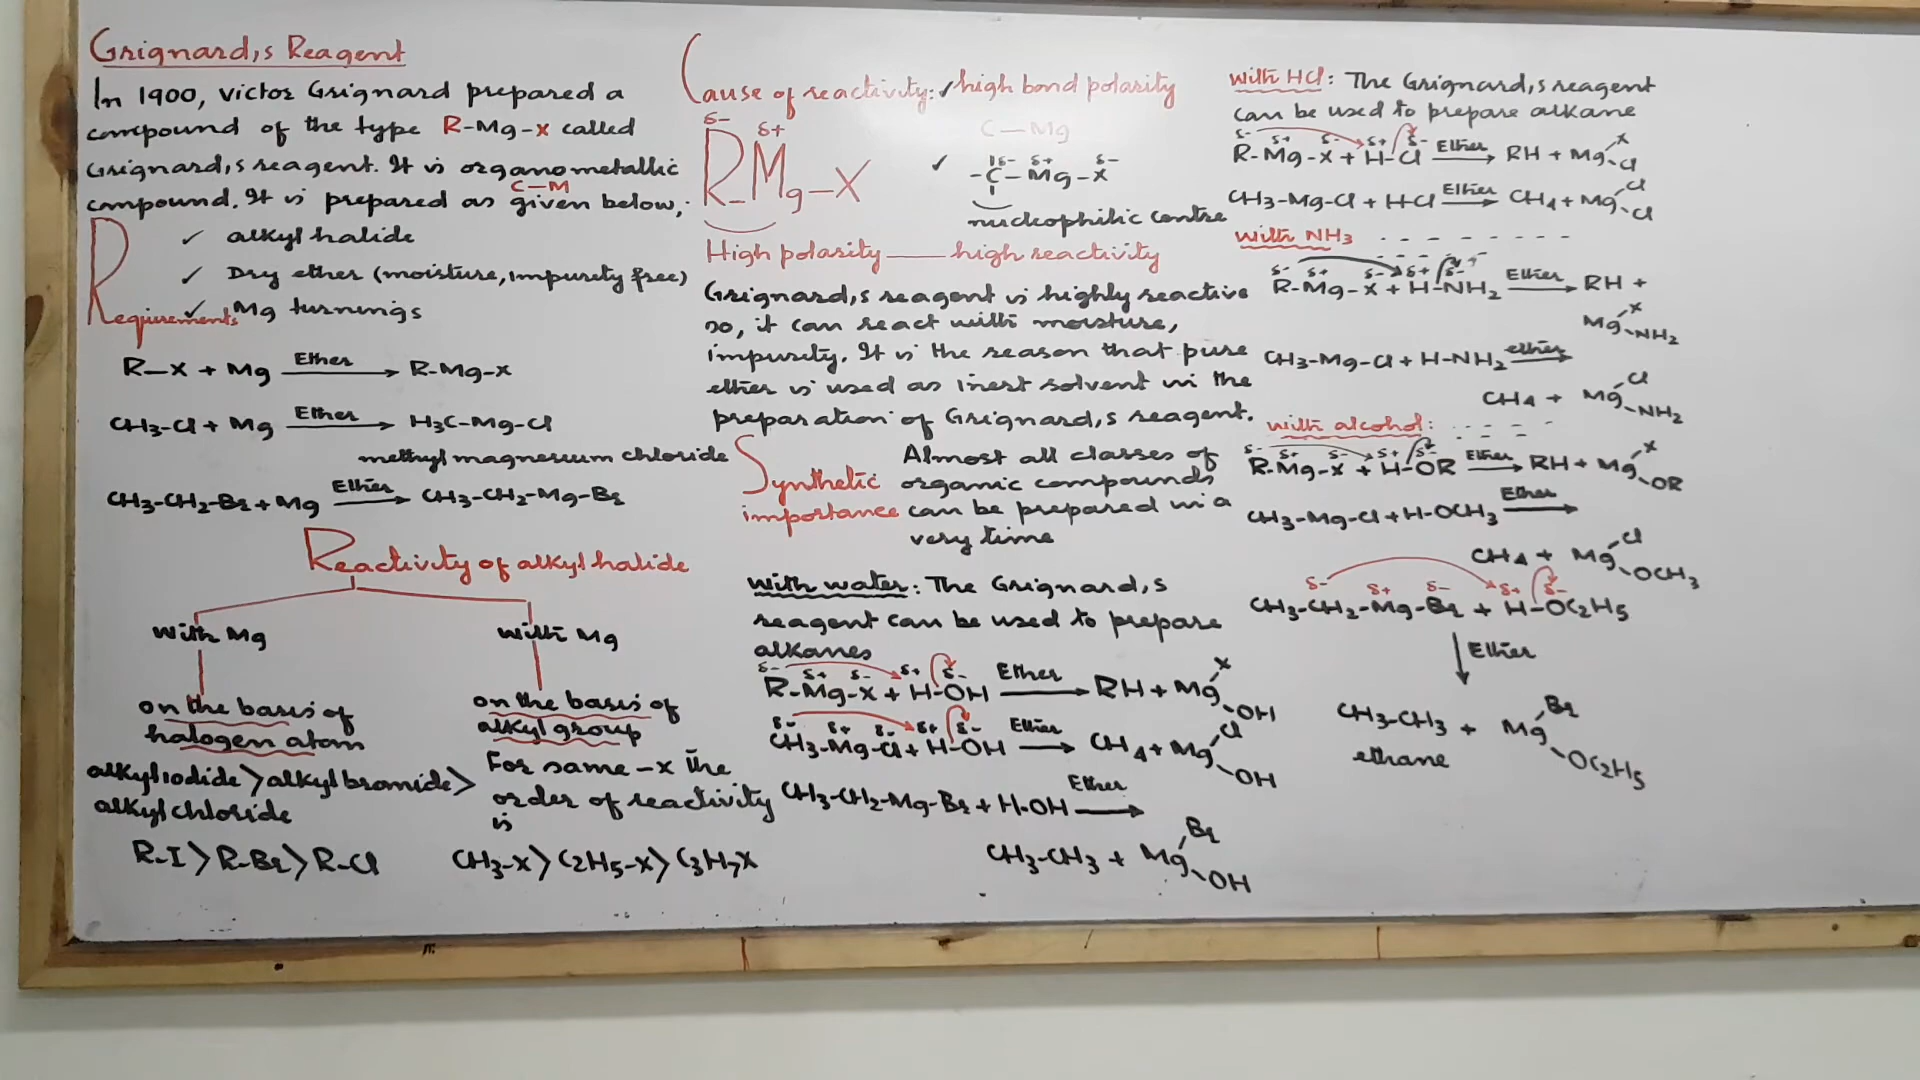 Grignard,s Reagent
In 1900, victor Grignard prepared a
compound of the type R-Mg-x called
Grignard,s reagent. It is organometallic
C-M
compound. It is prepared as given below,:
Requirements
✓ alkyl halide
✓ Dry ether (moisture, impurity free)
✓ Mg turnings
R-X + Mg Ether → R-Mg-X
CH3-Cl + Mg Ether → H3C-Mg-Cl
methyl magnesium chloride
CH3-CH2-Br + Mg Ether → CH3-CH2-Mg-Br
Reactivity of alkyl halide
with Mg
on the basis of
halogen atom
alkyl iodide > alkyl bromide >
alkyl chloride
R-I > R-Br > R-Cl
with Mg
on the basis of
alkyl group
For same -x the
order of reactivity
is
CH3-X > C2H5-X > C3H7X
Cause of reactivity: ✓ high bond polarity
δ- δ+
R-Mg-X
C-Mg
δ- δ+ δ-
✓ -C-Mg-X
nucleophilic centre
High polarity — high reactivity
Grignard,s reagent is highly reactive
so, it can react with moisture,
impurity. It is the reason that pure
ether is used as inert solvent in the
preparation of Grignard,s reagent.
Synthetic
importance
Almost all classes of
organic compounds
can be prepared in a
very time
With water: The Grignard,s
reagent can be used to prepare
alkanes
δ- δ+ δ- δ+ δ-
R-Mg-X + H-OH Ether → RH + Mg X OH
δ- δ+ δ- δ+ δ-
CH3-Mg-Cl + H-OH Ether → CH4 + Mg Cl OH
CH3-CH2-Mg-Br + H-OH Ether →
CH3-CH3 + Mg Br OH
with HCl: The Grignard,s reagent
can be used to prepare alkane
δ- δ+ δ- δ+ δ-
R-Mg-X + H-Cl Ether → RH + Mg X Cl
CH3-Mg-Cl + HCl Ether → CH4 + Mg Cl Cl
with NH3 - - - - - - -
δ- δ+ δ- δ+ δ-
R-Mg-X + H-NH2 Ether → RH +
Mg X NH2
CH3-Mg-Cl + H-NH2 ether →
CH4 + Mg Cl NH2
with alcohol: - - - -
δ- δ+ δ- δ+ δ-
R-Mg-X + H-OR Ether → RH + Mg X OR
CH3-Mg-Cl + H-OCH3 Ether →
CH4 + Mg Cl OCH3
δ- δ+ δ- δ+ δ-
CH3-CH2-Mg-Br + H-OC2H5
↓ Ether
CH3-CH3 + Mg Br OC2H5
ethane